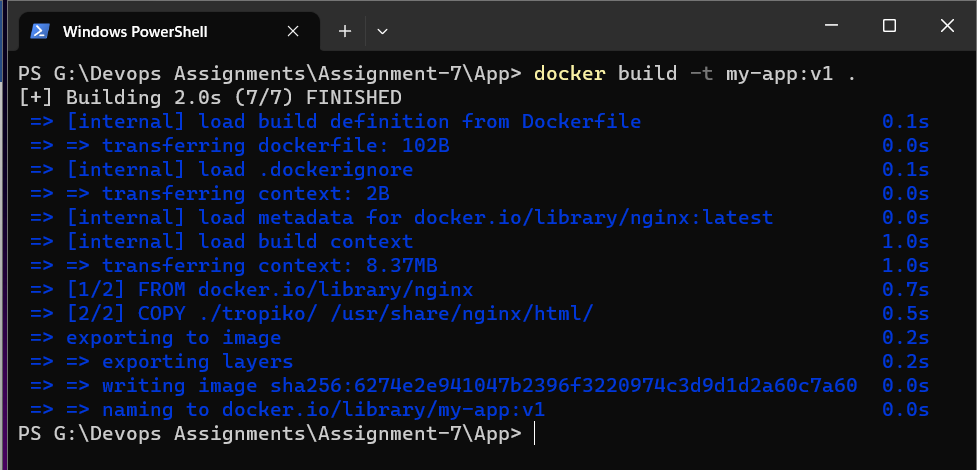 Windows PowerShell
PS G:\Devops Assignments\Assignment-7\App> docker build -t my-app:v1 .
[+] Building 2.0s (7/7) FINISHED
=> [internal] load build definition from Dockerfile 0.1s
=> => transferring dockerfile: 102B 0.0s
=> [internal] load .dockerignore 0.1s
=> => transferring context: 2B 0.0s
=> [internal] load metadata for docker.io/library/nginx:latest 0.0s
=> [internal] load build context 1.0s
=> => transferring context: 8.37MB 1.0s
=> [1/2] FROM docker.io/library/nginx 0.7s
=> [2/2] COPY ./tropiko/ /usr/share/nginx/html/ 0.5s
=> exporting to image 0.2s
=> => exporting layers 0.2s
=> => writing image sha256:6274e2e941047b2396f3220974c3d9d1d2a60c7a60 0.0s
=> => naming to docker.io/library/my-app:v1 0.0s
PS G:\Devops Assignments\Assignment-7\App>